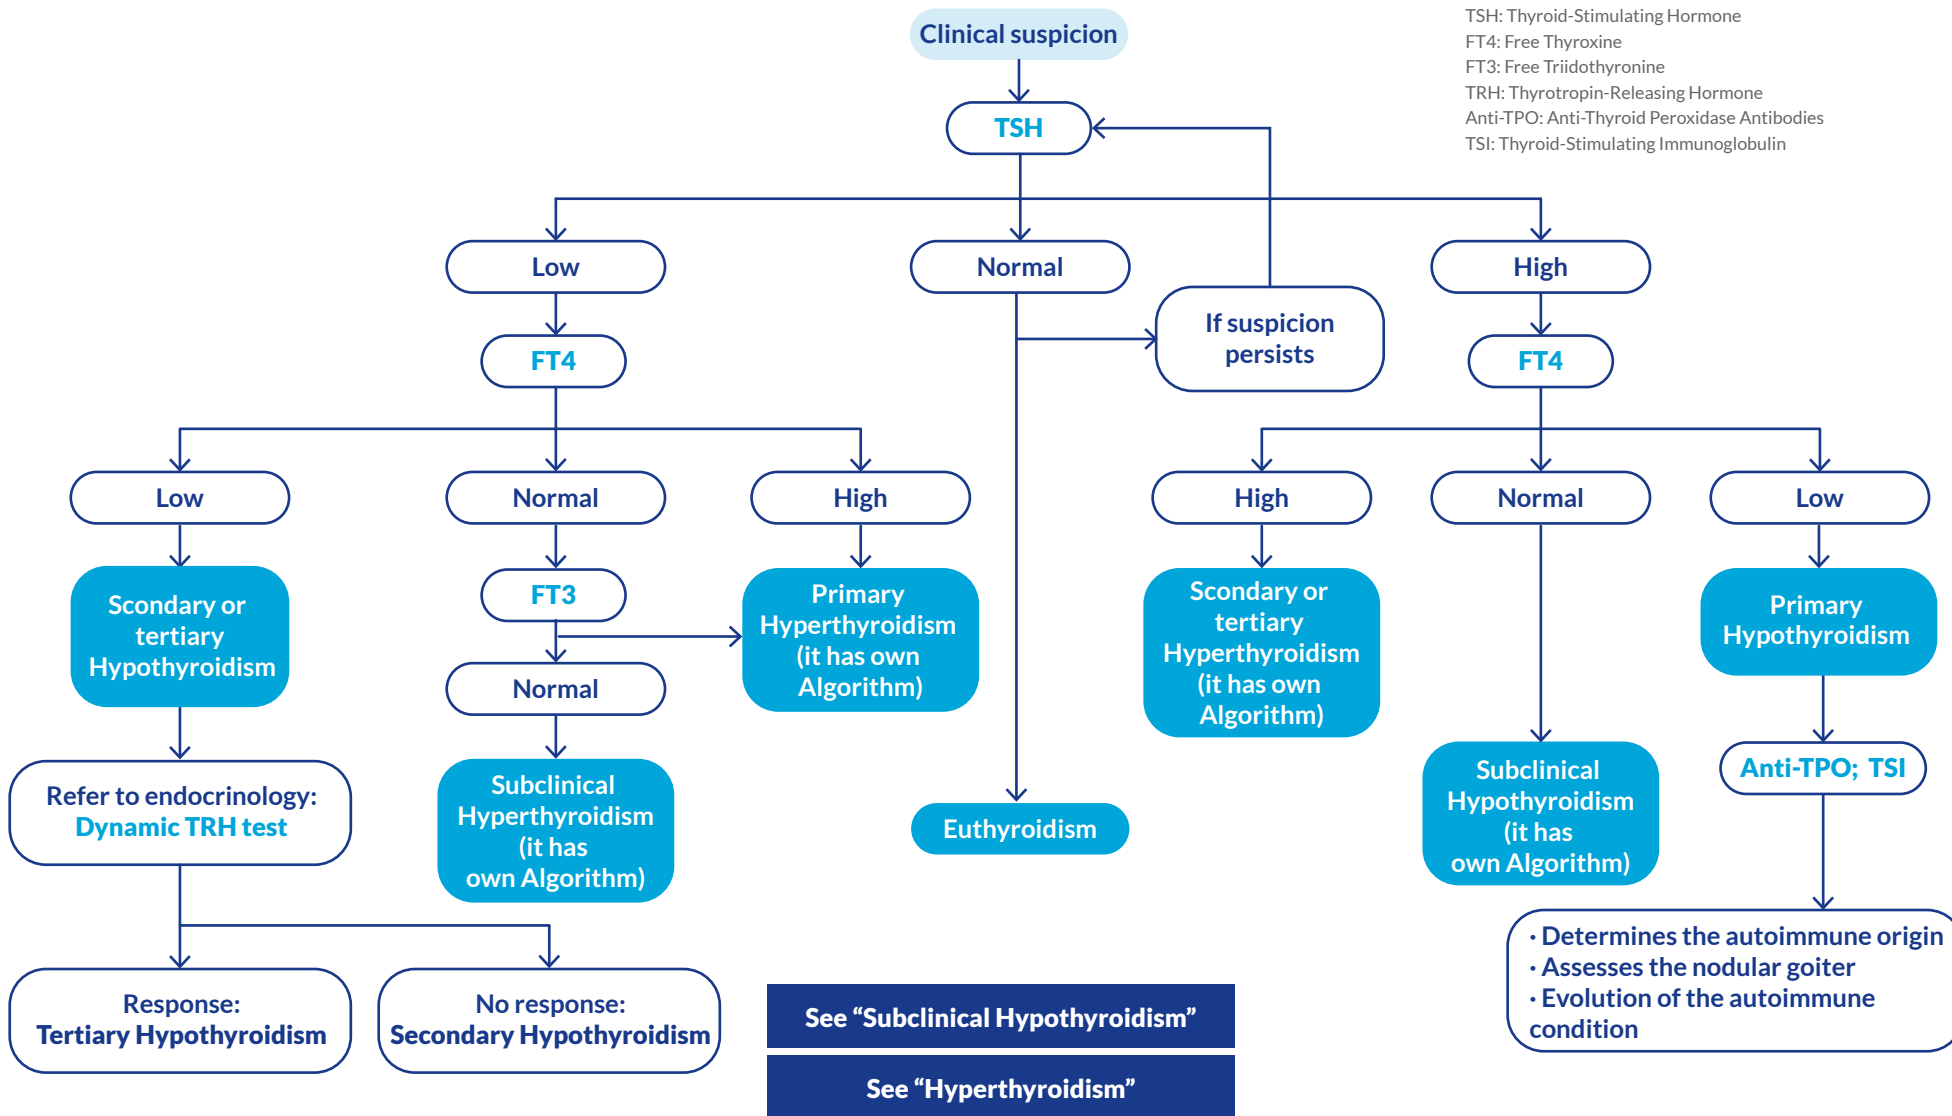 Clinical suspicion
TSH: Thyroid-Stimulating Hormone
FT4: Free Thyroxine
FT3: Free Triidothyronine
TRH: Thyrotropin-Releasing Hormone
Anti-TPO: Anti-Thyroid Peroxidase Antibodies
TSI: Thyroid-Stimulating Immunoglobulin
TSH
Low
Normal
High
If suspicion
persists
FT4
FT4
Low
Normal
High
High
Normal
Low
Scondary or
tertiary
Hypothyroidism
FT3
Primary
Hyperthyroidism
(it has own
Algorithm)
Scondary or
tertiary
Hyperthyroidism
(it has own
Algorithm)
Primary
Hypothyroidism
Normal
Refer to endocrinology:
Dynamic TRH test
Subclinical
Hyperthyroidism
(it has
own Algorithm)
Euthyroidism
Subclinical
Hypothyroidism
(it has
own Algorithm)
Anti-TPO; TSI
· Determines the autoimmune origin
· Assesses the nodular goiter
· Evolution of the autoimmune
condition
Response:
Tertiary Hypothyroidism
No response:
Secondary Hypothyroidism
See “Subclinical Hypothyroidism”
See “Hyperthyroidism”